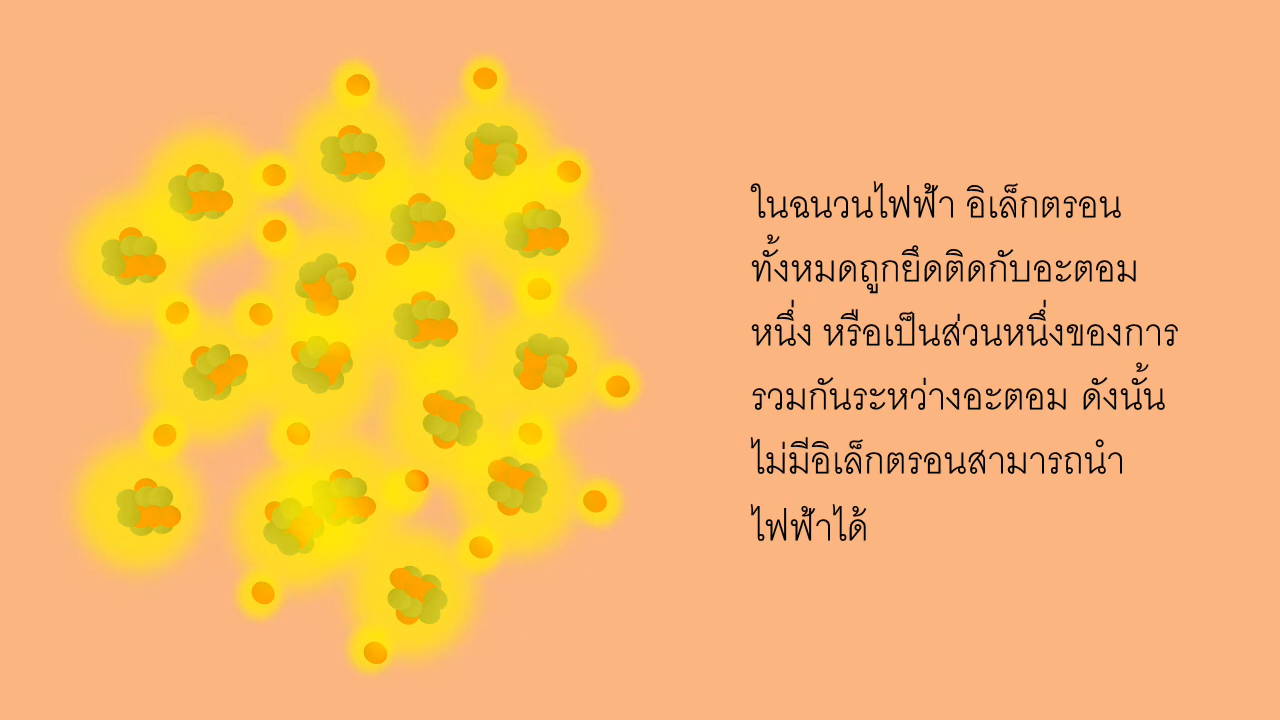 ในฉนวนไฟฟ้า อิเล็กตรอน
ทั้งหมดถูกยึดติดกับอะตอม
หนึ่ง หรือเป็นส่วนหนึ่งของการ
รวมกันระหว่างอะตอม ดังนั้น
ไม่มีอิเล็กตรอนสามารถนำ
ไฟฟ้าได้